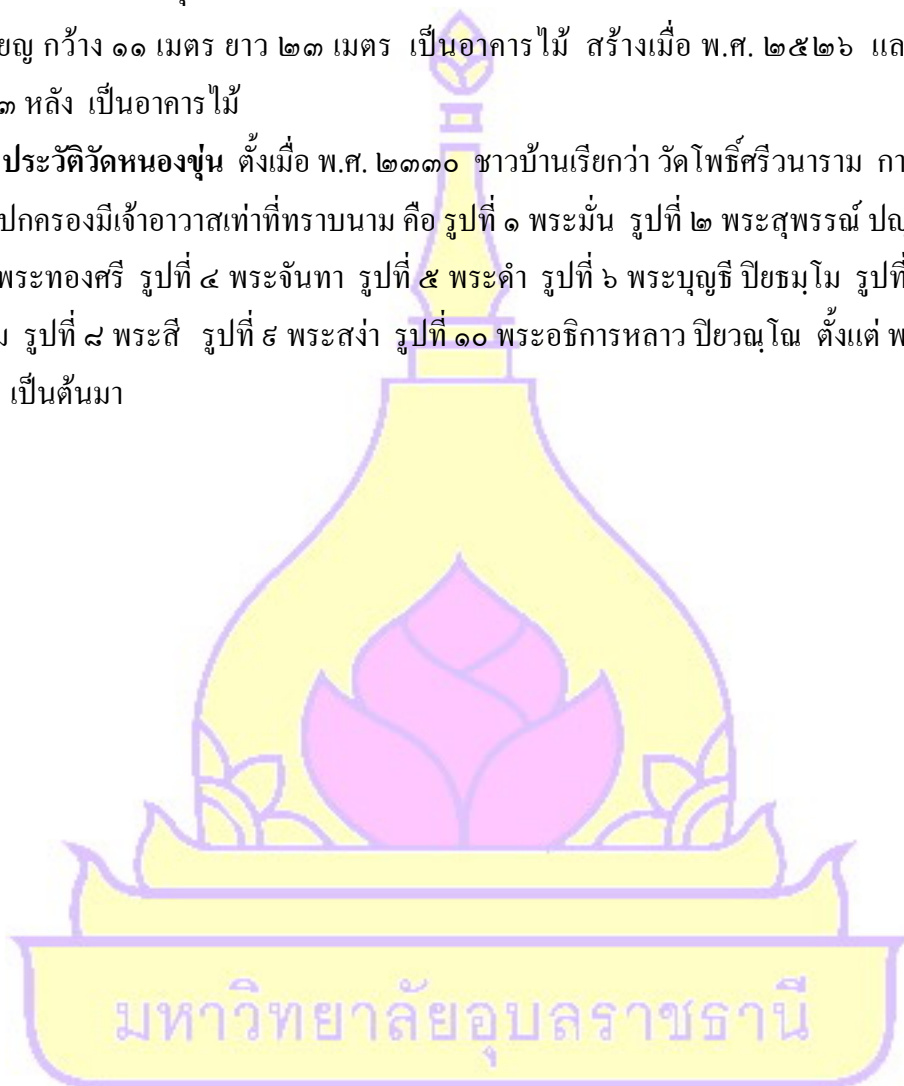 ยญ กว้าง ๑๑ เมตร ยาว ๒๓ เมตร เป็นอาคารไม้ สร้างเมื่อ พ.ศ. ๒๕๒๖ แล
๓ หลัง เป็นอาคารไม้
ประวัติวัดหนองขุ่น ตั้งเมื่อ พ.ศ. ๒๓๓๐ ชาวบ้านเรียกว่า วัดโพธิ์ศรีวนาราม กา
ปกครองมีเจ้าอาวาสเท่าที่ทราบนาม คือ รูปที่ ๑ พระมั่น รูปที่ ๒ พระสุพรรณ์ ปณ
พระทองศรี รูปที่ ๔ พระจันทา รูปที่ ๕ พระดำ รูปที่ ๖ พระบุญธี ปิยธมฺโม รูปที่
ม รูปที่ ๘ พระสี รูปที่ ๙ พระสง่า รูปที่ ๑๐ พระอธิการหลาว ปิยวณฺโณ ตั้งแต่ พ
เป็นต้นมา
มหาวิทยาลัยอุบลราชธานี